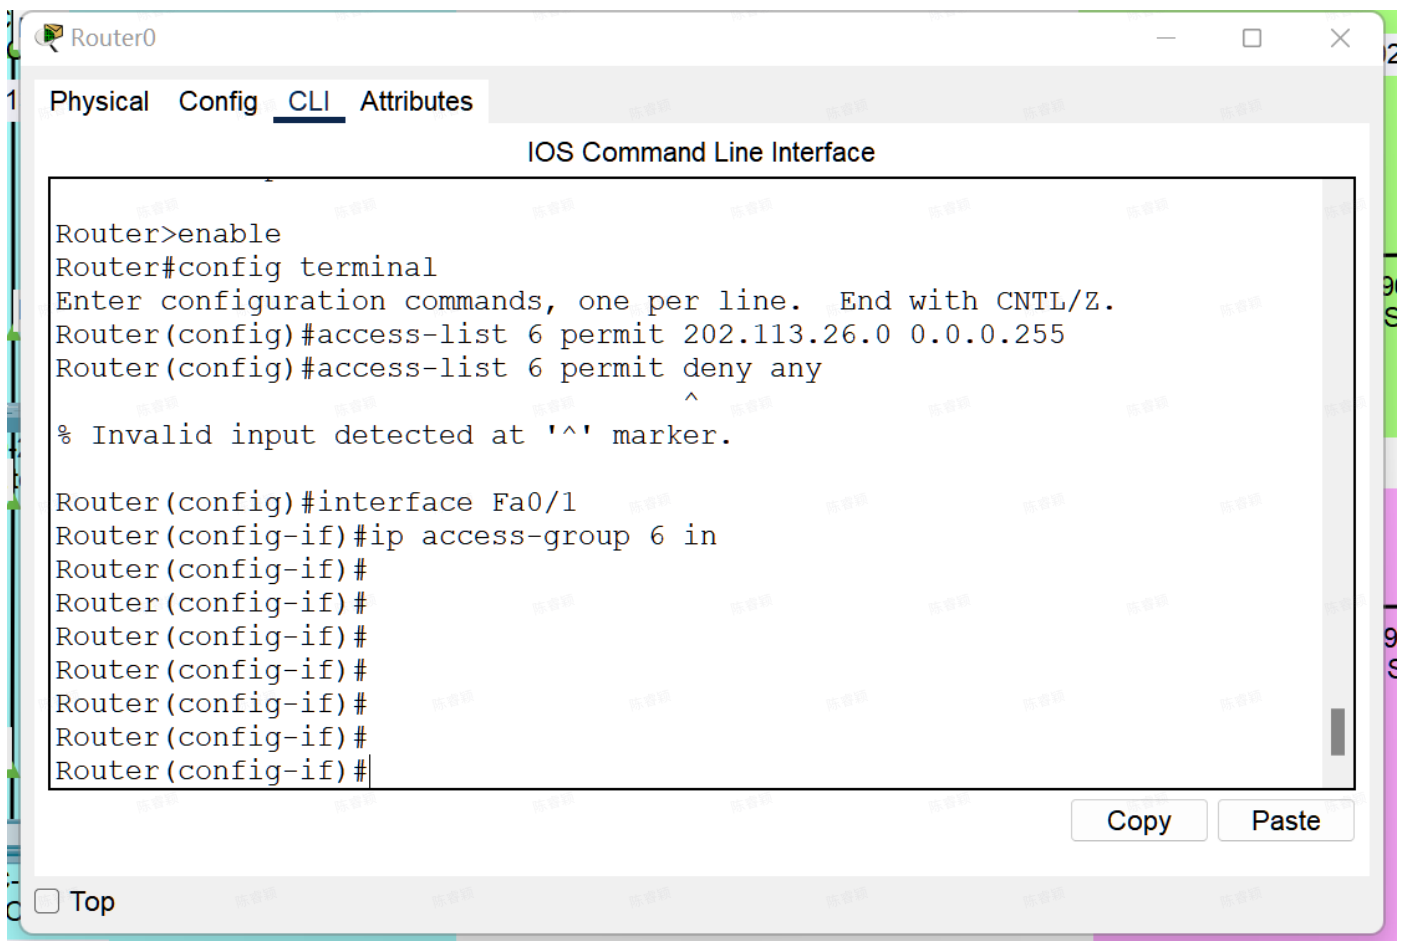 Router0
Physical Config CLI Attributes
IOS Command Line Interface
Router>enable
Router#config terminal
Enter configuration commands, one per line.  End with CNTL/Z.
Router(config)#access-list 6 permit 202.113.26.0 0.0.0.255
Router(config)#access-list 6 permit deny any
^
% Invalid input detected at '^' marker.
Router(config)#interface Fa0/1
Router(config-if)#ip access-group 6 in
Router(config-if)#
Router(config-if)#
Router(config-if)#
Router(config-if)#
Router(config-if)#
Router(config-if)#
Router(config-if)#
Copy Paste
Top
陈睿颖